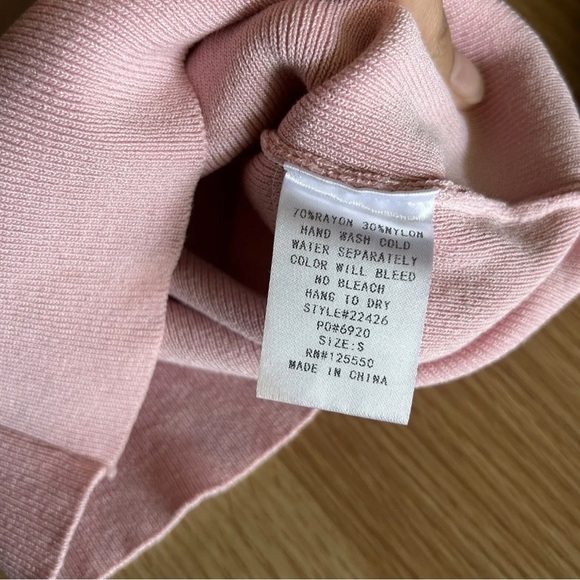 70%RAYON 30%NYLON
HAND WASH COLD
WATER SEPARATELY
COLOR WILL BLEED
NO BLEACH
HANG TO DRY
STYLE#22426
PO#6920
SIZE:S
RN#125550
MADE IN CHINA